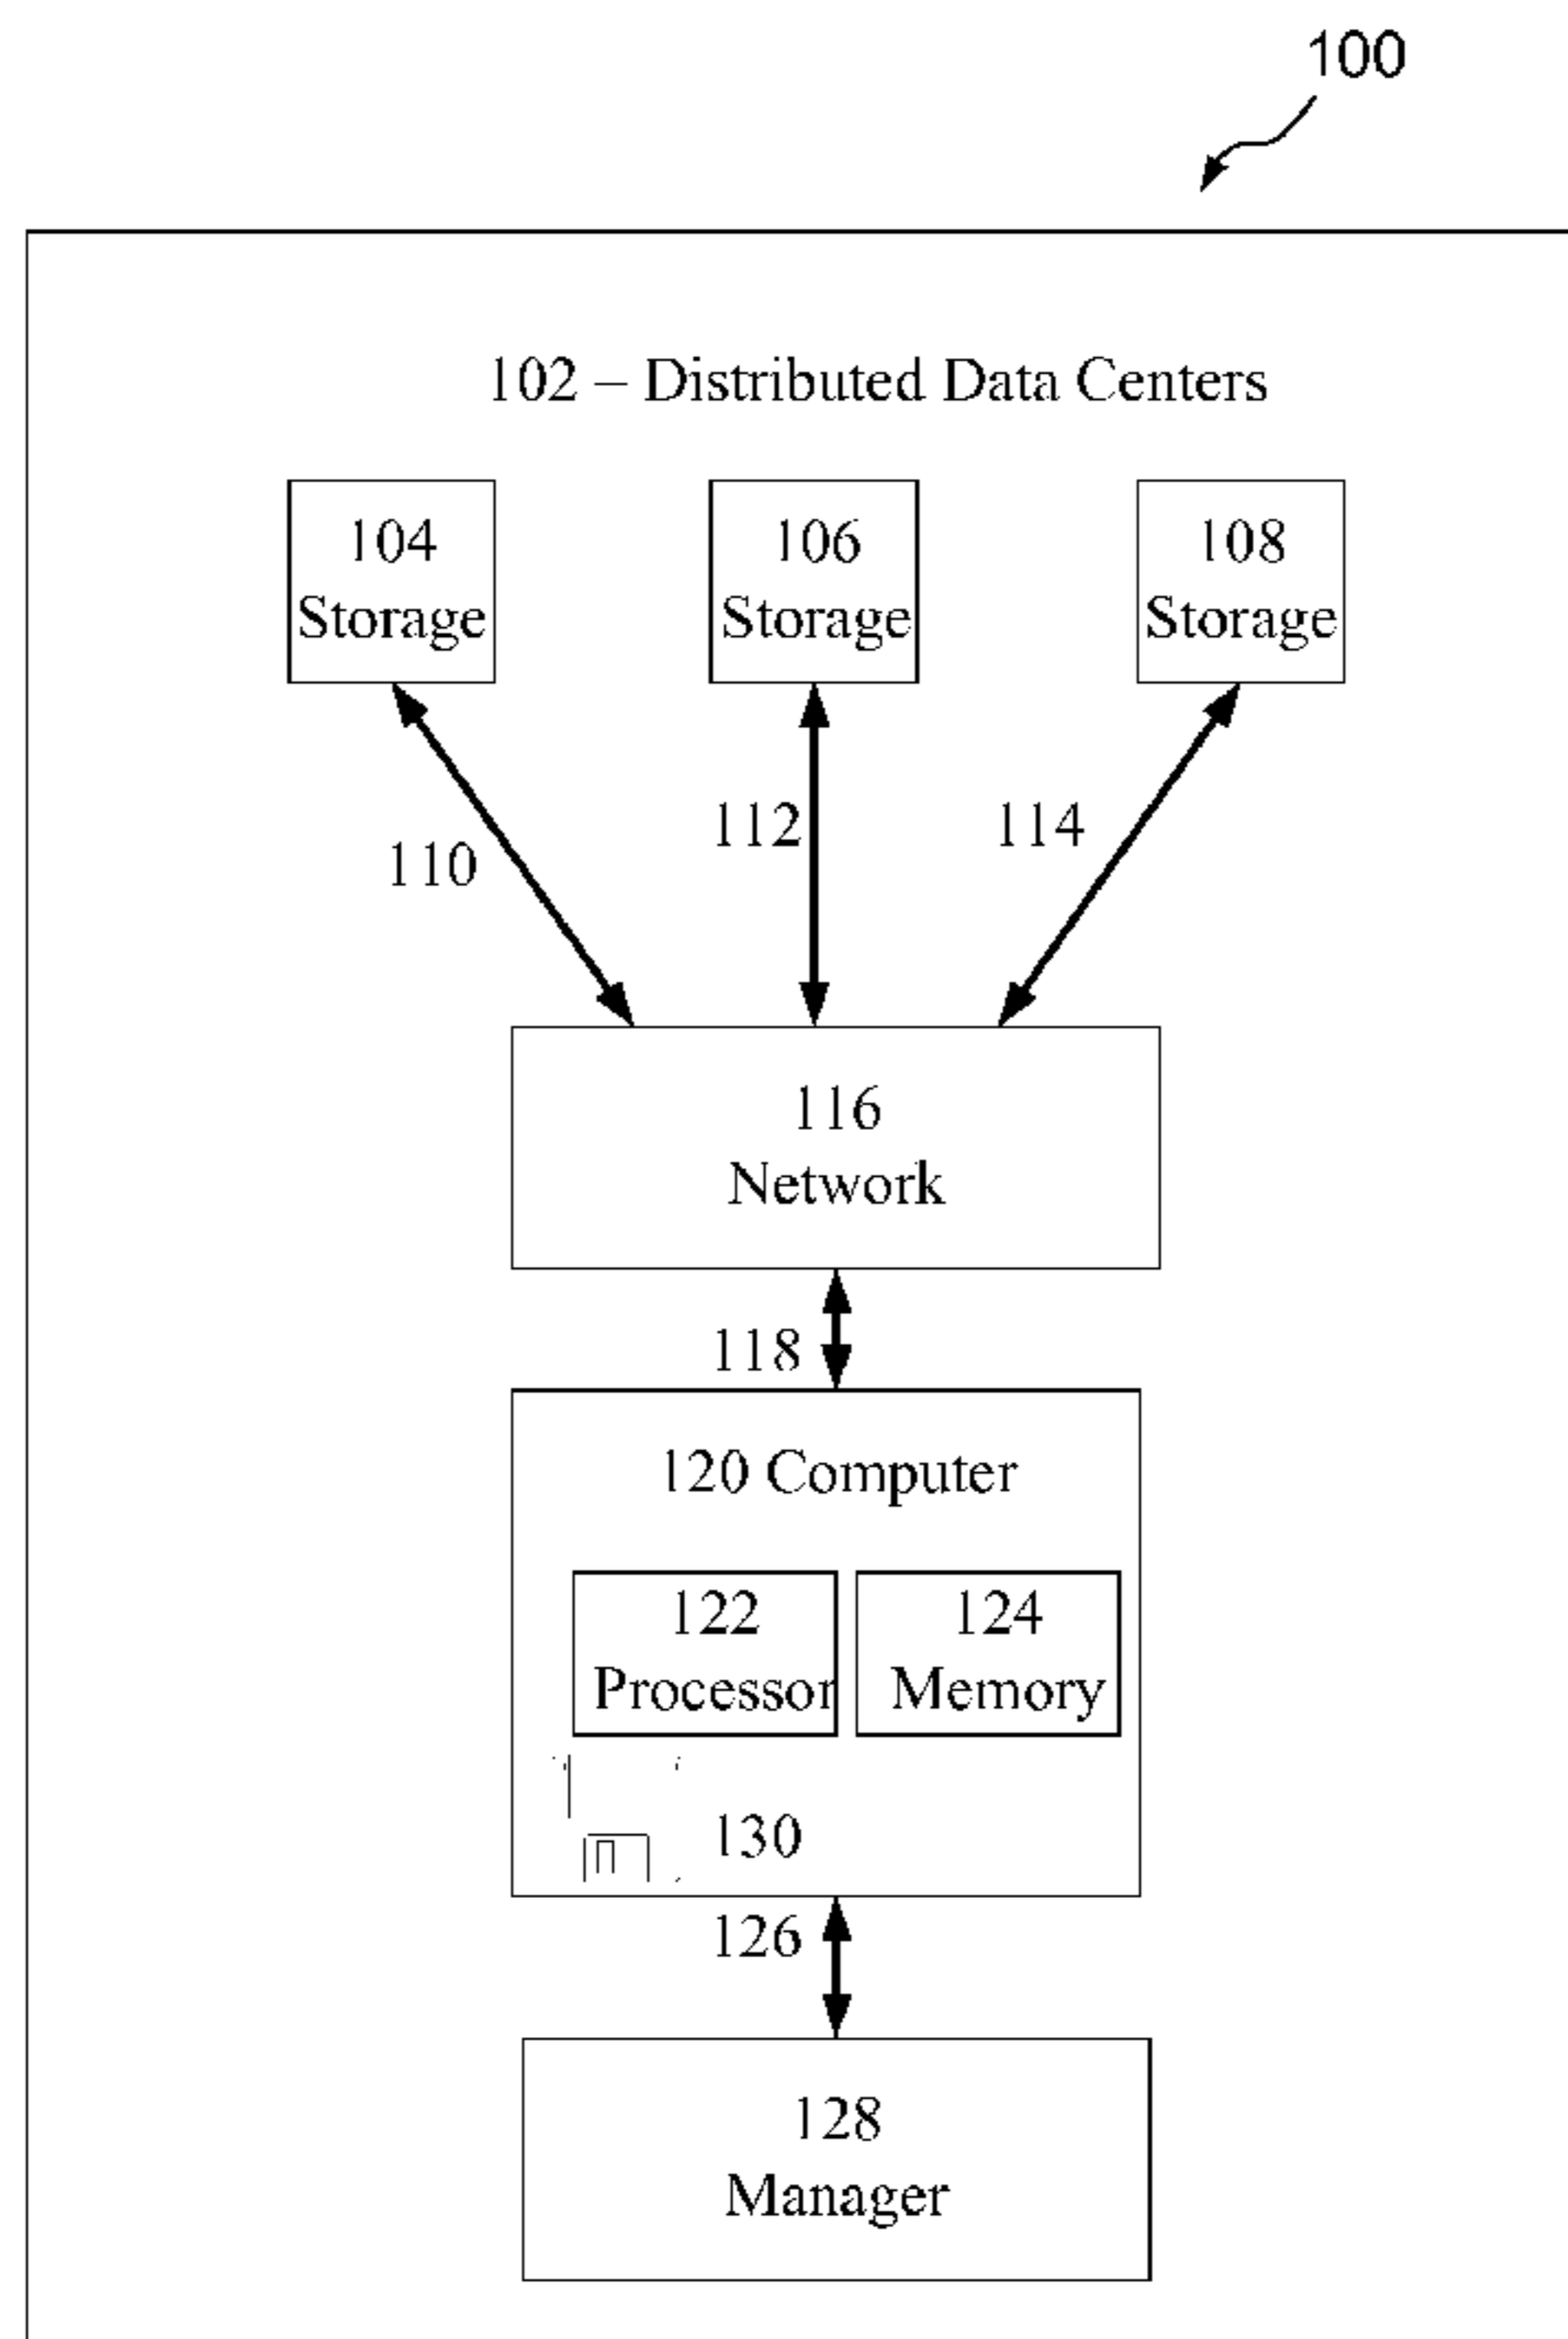 100
102 – Distributed Data Centers
104
Storage
106
Storage
108
Storage
110
112
114
116
Network
118
120 Computer
122
Processor
124
Memory
130
126
128
Manager